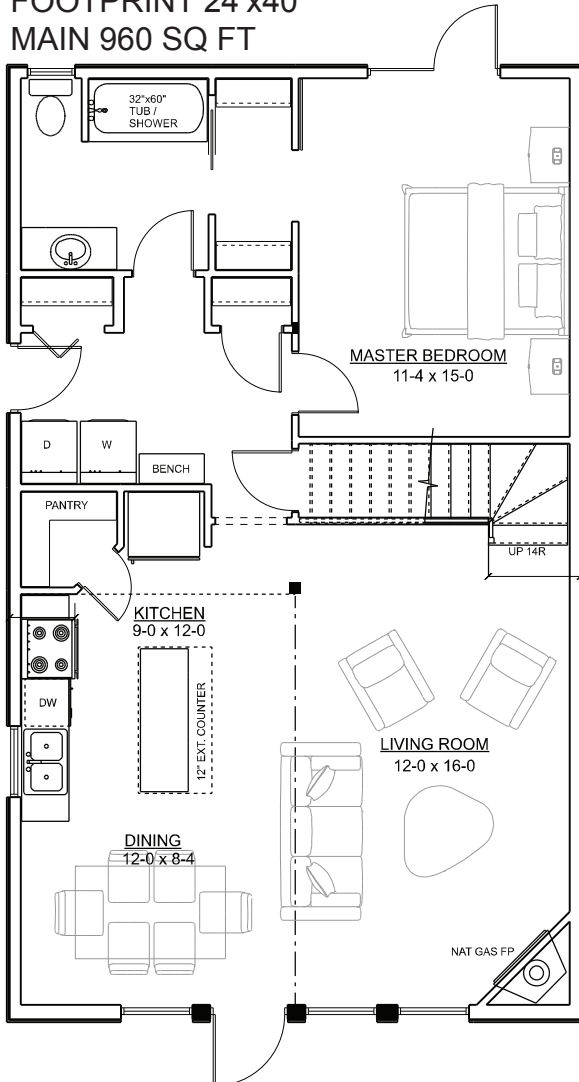 FOOTPRINT 24'x40'
MAIN 960 SQ FT
32"x60"
TUB /
SHOWER
MASTER BEDROOM
11-4 x 15-0
D
W
BENCH
PANTRY
UP 14R
KITCHEN
9-0 x 12-0
DW
12" EXT. COUNTER
LIVING ROOM
12-0 x 16-0
DINING
12-0 x 8-4
NAT GAS FP